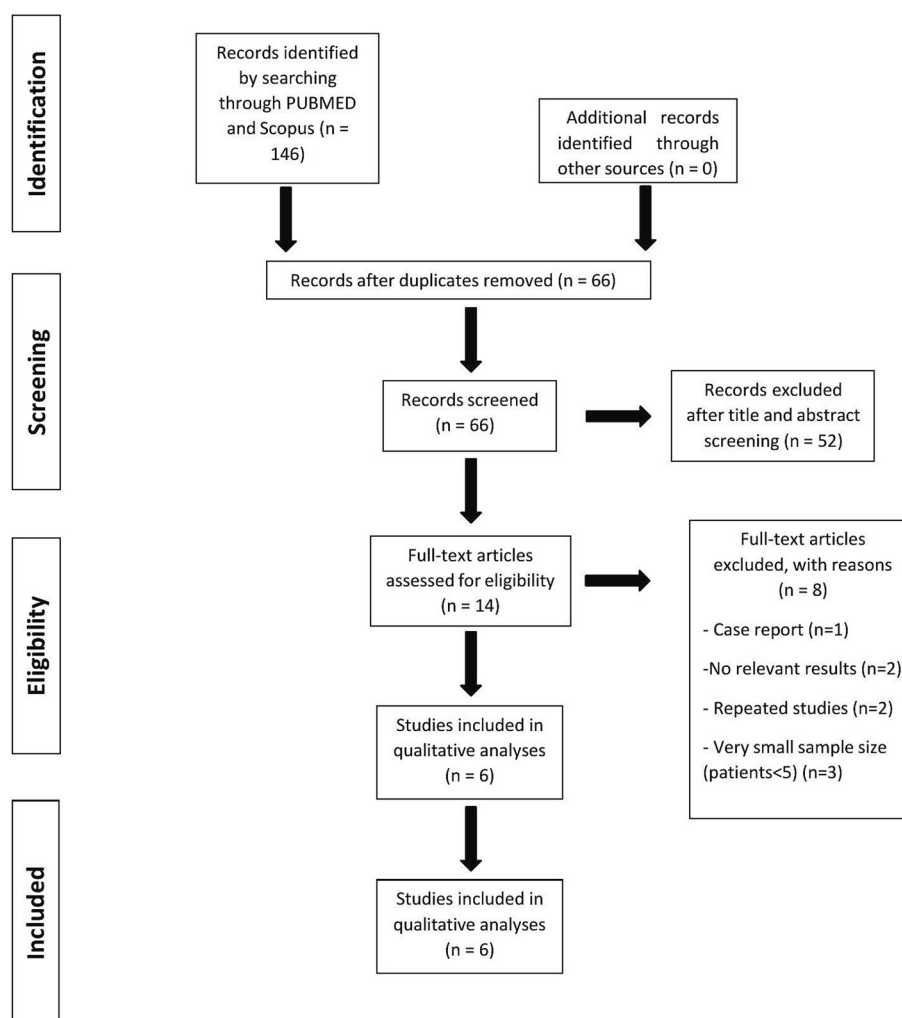 Identification
Records identified
by searching
through PUBMED
and Scopus (n =
146)
Additional records
identified through
other sources (n = 0)
Records after duplicates removed (n = 66)
Screening
Records screened
(n = 66)
Records excluded
after title and abstract
screening (n = 52)
Eligibility
Full-text articles
assessed for eligibility
(n = 14)
Full-text articles
excluded, with reasons
(n = 8)
- Case report (n=1)
-No relevant results (n=2)
- Repeated studies (n=2)
- Very small sample size
(patients<5) (n=3)
Studies included in
qualitative analyses
(n = 6)
Included
Studies included in
qualitative analyses
(n = 6)